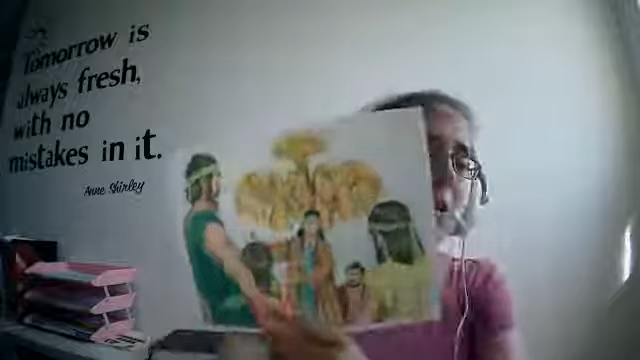 Tomorrow is
always fresh,
with no
mistakes in it.
Anne Shirley